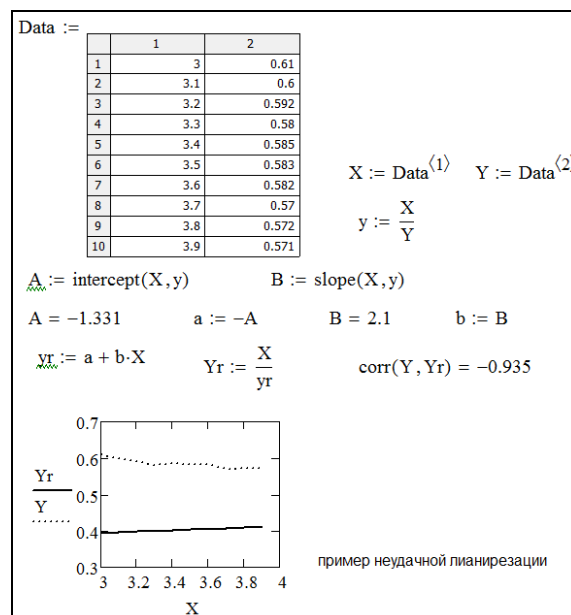 Data :=
1 2
1 3 0.61
2 3.1 0.6
3 3.2 0.592
4 3.3 0.58
5 3.4 0.585
6 3.5 0.583
7 3.6 0.582
8 3.7 0.57
9 3.8 0.572
10 3.9 0.571
X := Data⟨1⟩ Y := Data⟨2
y := X/Y
A := intercept(X,y) B := slope(X,y)
A = −1.331 a := −A B = 2.1 b := B
yr := a + b·X Yr := X/yr corr(Y,Yr) = −0.935
0.7
0.6
0.5
0.4
0.3
Yr
Y
3 3.2 3.4 3.6 3.8 4
X
пример неудачной лианирезации